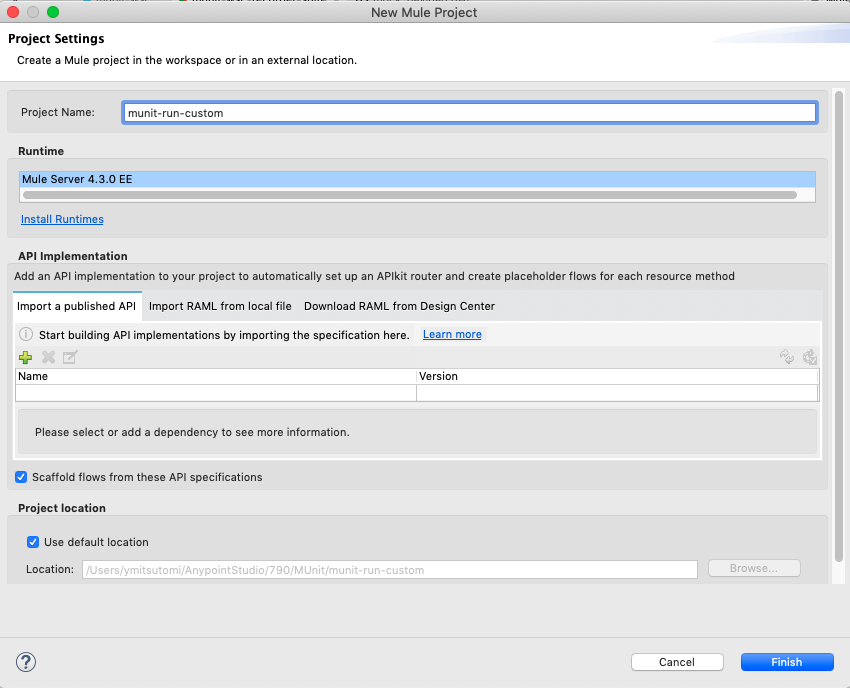 New Mule Project
Project Settings
Create a Mule project in the workspace or in an external location.
Project Name: munit-run-custom
Runtime
Mule Server 4.3.0 EE
Install Runtimes
API Implementation
Add an API implementation to your project to automatically set up an APIkit router and create placeholder flows for each resource method
Import a published API Import RAML from local file Download RAML from Design Center
Start building API implementations by importing the specification here. Learn more
Name Version
Please select or add a dependency to see more information.
Scaffold flows from these API specifications
Project location
Use default location
Location: /Users/ymitsutomi/AnypointStudio/790/MUnit/munit-run-custom Browse...
? Cancel Finish